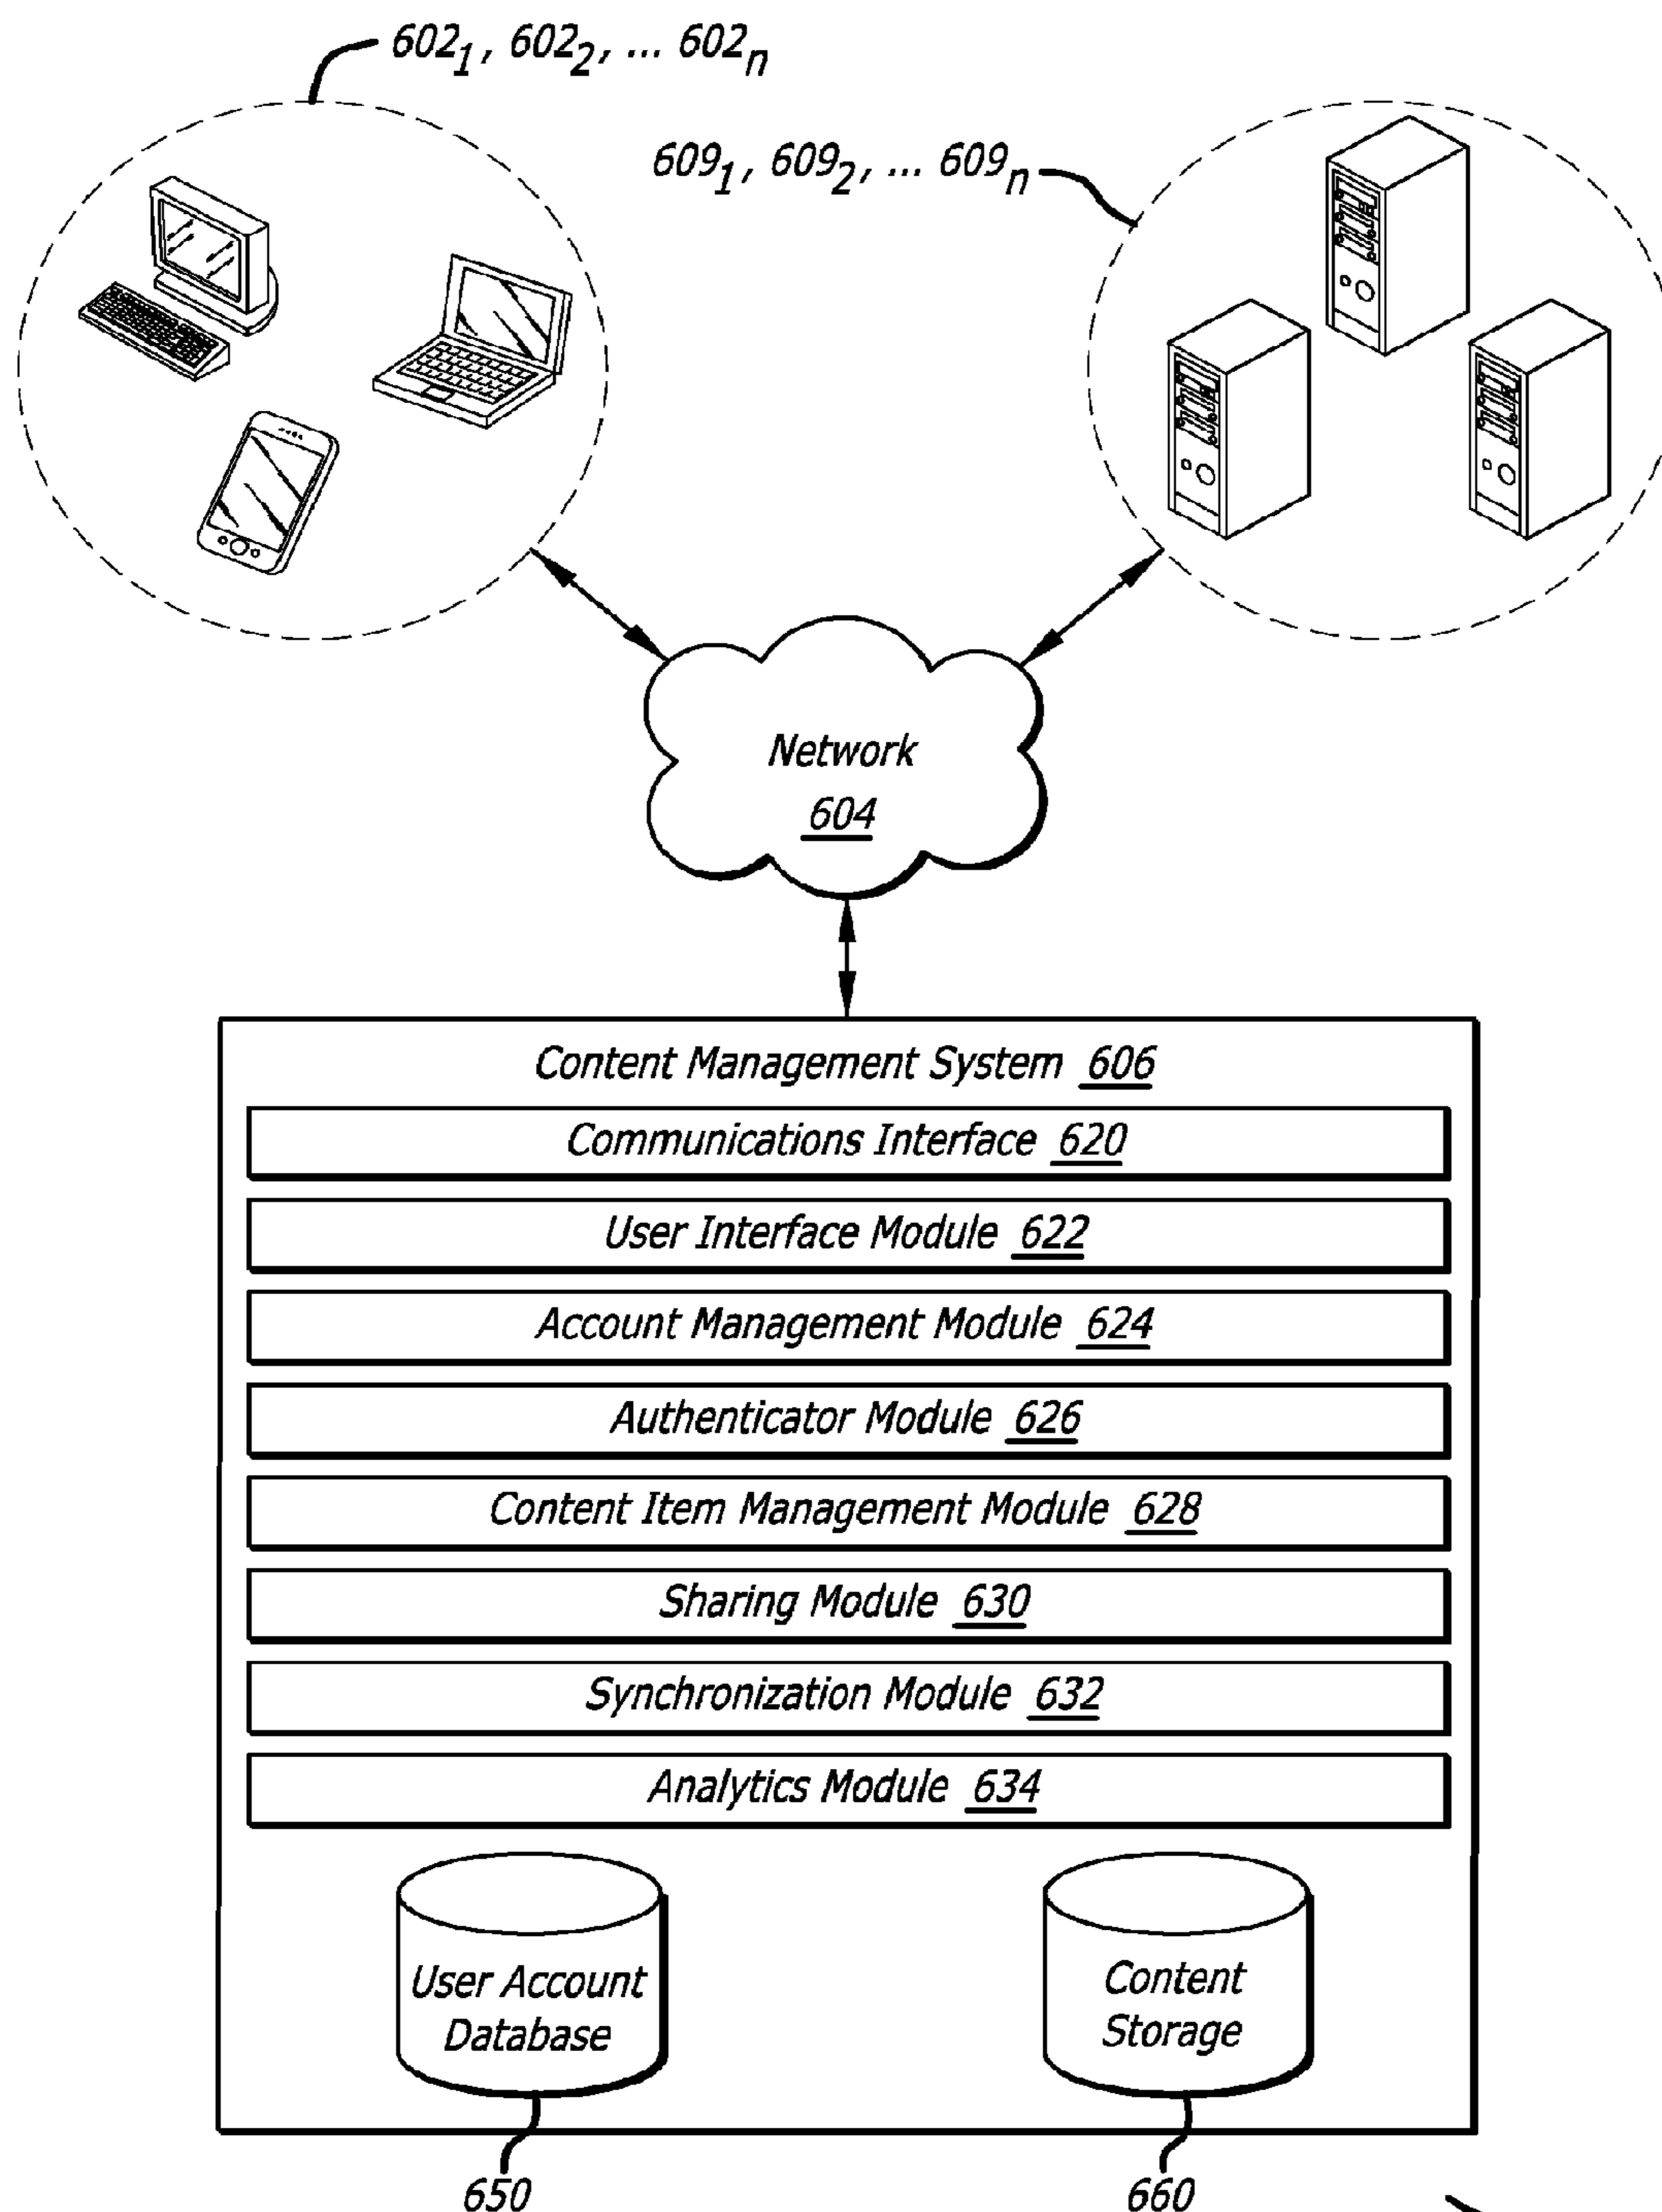 602₁, 602₂, ... 602ₙ
609₁, 609₂, ... 609ₙ
Network
604
Content Management System 606
Communications Interface 620
User Interface Module 622
Account Management Module 624
Authenticator Module 626
Content Item Management Module 628
Sharing Module 630
Synchronization Module 632
Analytics Module 634
User Account
Database
Content
Storage
650
660